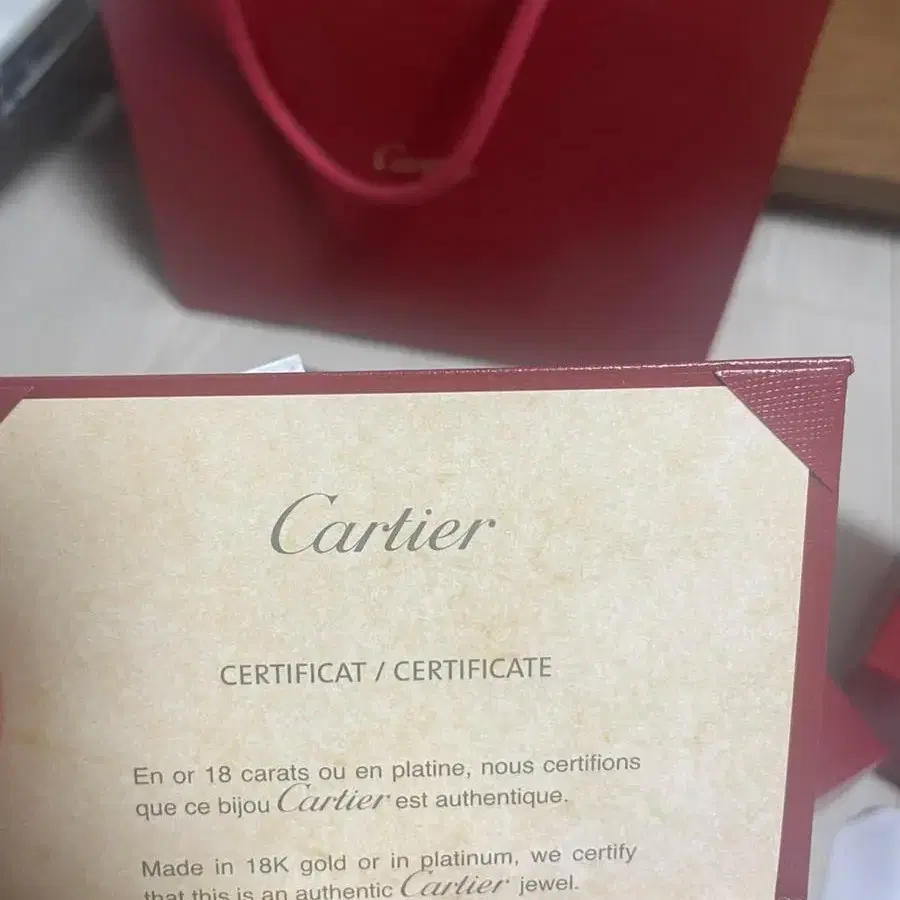 Cartier
Cartier
CERTIFICAT / CERTIFICATE
En or 18 carats ou en platine, nous certifions
que ce bijou Cartier est authentique.
Made in 18K gold or in platinum, we certify
that this is an authentic Cartier jewel.